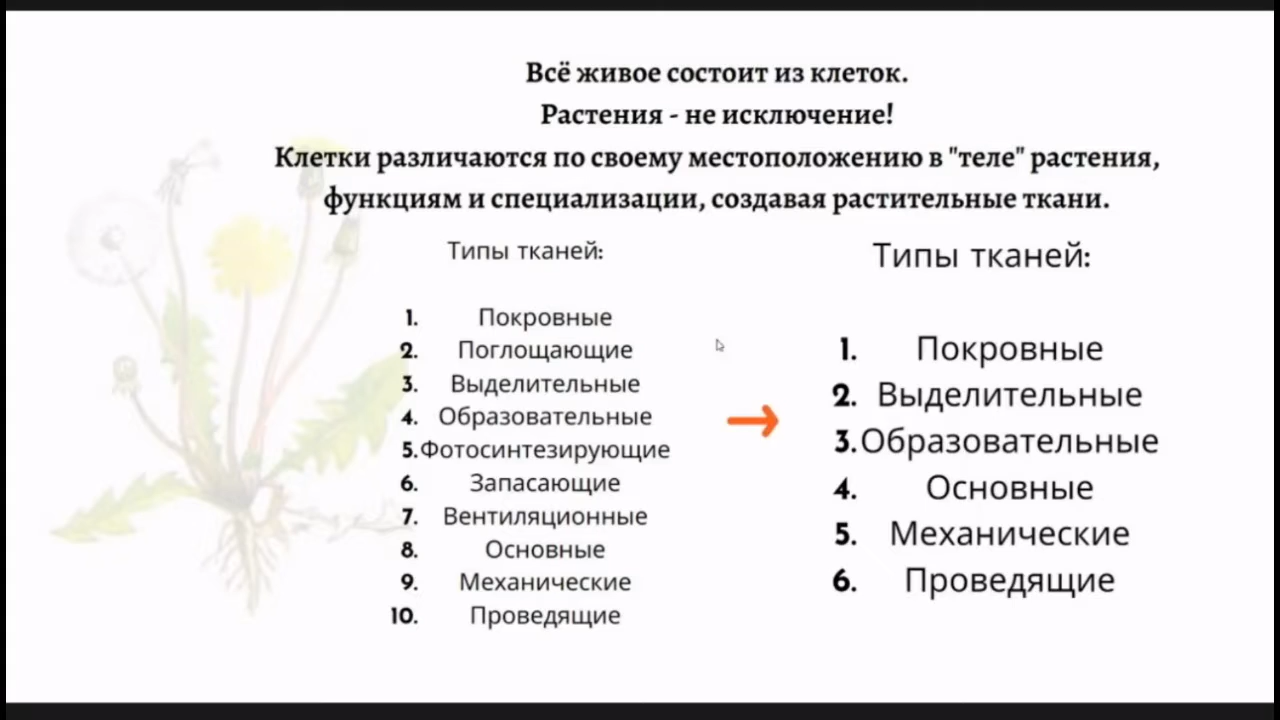 Всё живое состоит из клеток.
Растения - не исключение!
Клетки различаются по своему местоположению в "теле" растения,
функциям и специализации, создавая растительные ткани.
Типы тканей:
1. Покровные
2. Поглощающие
3. Выделительные
4. Образовательные
5. Фотосинтезирующие
6. Запасающие
7. Вентиляционные
8. Основные
9. Механические
10. Проведящие
Типы тканей:
1. Покровные
2. Выделительные
3. Образовательные
4. Основные
5. Механические
6. Проведящие